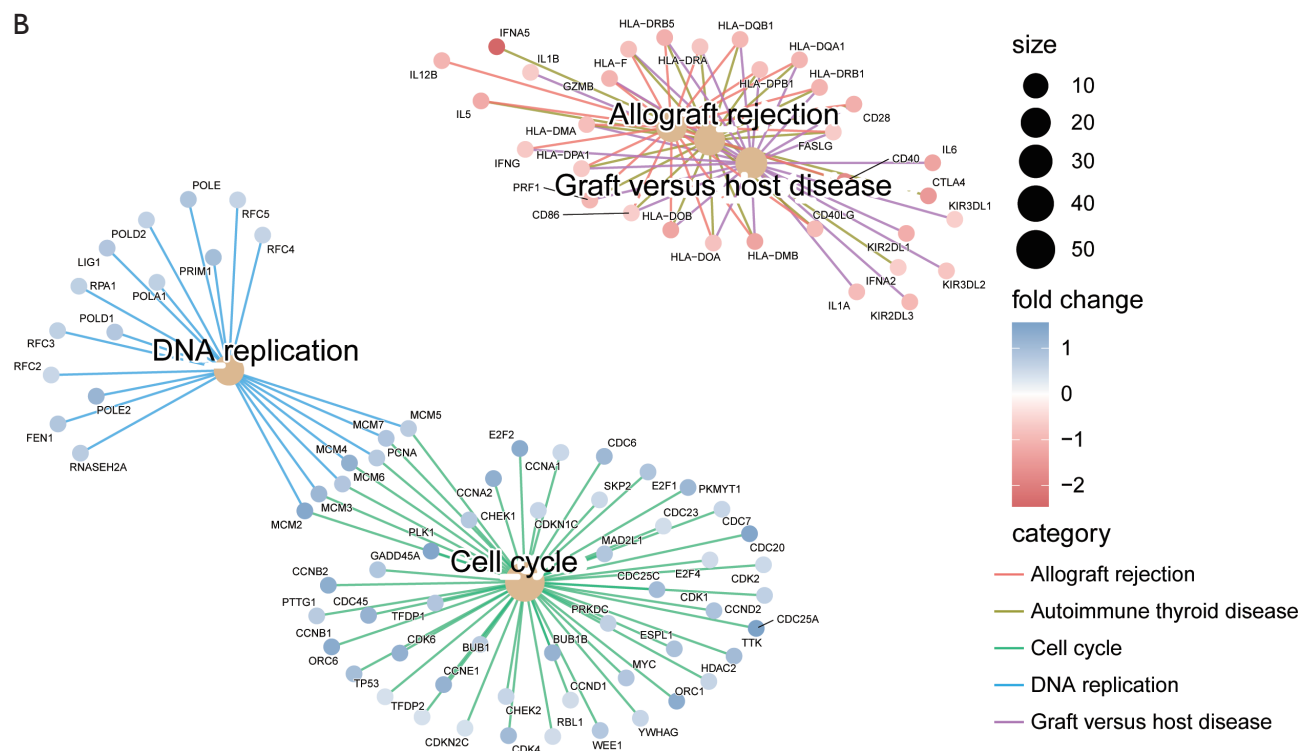 B
HLA−DRB5
HLA−DQB1
IFNA5
IL12B
IL1B
HLA−F
HLA−DRA
HLA−DQA1
GZMB
HLA−DPB1
HLA−DRB1
IL5
Allograft rejection
CD28
HLA−DMA
FASLG
IFNG
HLA−DPA1
CD40
IL6
PRF1
Graft versus host disease
CTLA4
CD86
HLA−DOB
CD40LG
KIR3DL1
HLA−DOA
HLA−DMB
KIR2DL1
IFNA2
KIR3DL2
IL1A
KIR2DL3
POLE
RFC5
POLD2
RFC4
LIG1
PRIM1
RPA1
POLA1
POLD1
RFC3
DNA replication
RFC2
POLE2
FEN1
RNASEH2A
MCM5
MCM7
MCM4
PCNA
MCM6
MCM3
MCM2
E2F2
CCNA1
CDC6
CCNA2
SKP2
E2F1
PKMYT1
CHEK1
CDKN1C
CDC23
CDC7
PLK1
MAD2L1
CDC20
GADD45A
Cell cycle
CCNB2
CDC25C
E2F4
CDK2
PTTG1
CDC45
TFDP1
CDK1
CCND2
PRKDC
CDC25A
CCNB1
CDK6
BUB1
BUB1B
ESPL1
TTK
ORC6
HDAC2
CCNE1
MYC
TP53
CCND1
ORC1
TFDP2
CHEK2
RBL1
YWHAG
CDKN2C
CDK4
WEE1
size
10
20
30
40
50
fold change
1
0
−1
−2
category
Allograft rejection
Autoimmune thyroid disease
Cell cycle
DNA replication
Graft versus host disease